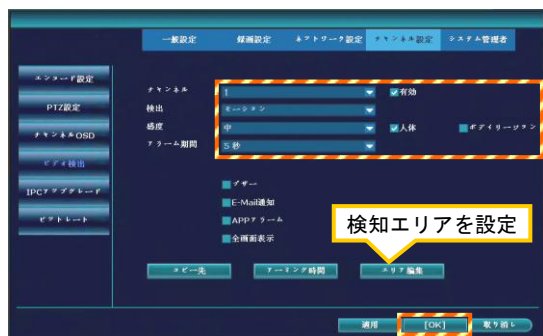 一般設定 録画設定 ネットワーク設定 チャンネル設定 システム管理者
エンコード設定
PTZ設定
チャンネルOSD
ビデオ検出
IPCアップグレード
ビットレート
チャンネル 1 有効
検出 モーション
感度 中 人体 ボディリージョン
アラーム期間 5 秒
ブザー
E-Mail通知
APPアラーム
全画面表示
検知エリアを設定
コピー先 アーミング時間 エリア編集
適用 [OK] 取り消し